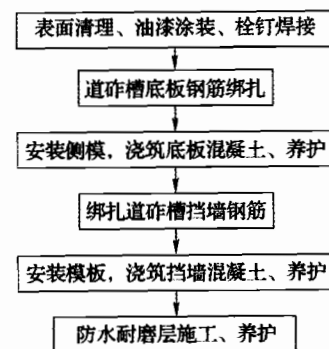 表面清理、油漆涂装、栓钉焊接
道砟槽底板钢筋绑扎
安装侧模，浇筑底板混凝土、养护
绑扎道砟槽挡墙钢筋
安装模板，浇筑挡墙混凝土、养护
防水耐磨层施工、养护